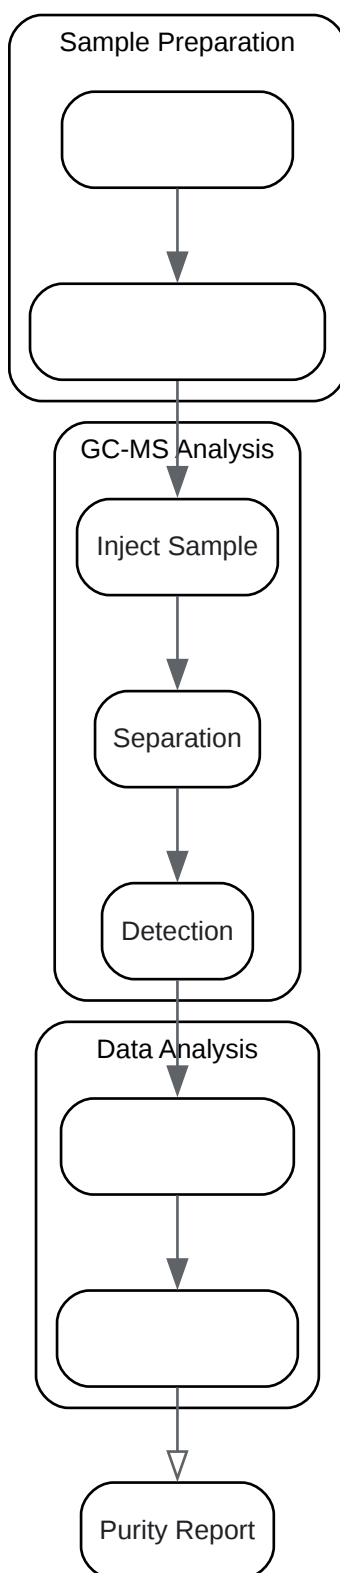 Sample Preparation
GC-MS Analysis
Inject Sample
Separation
Detection
Data Analysis
Purity Report